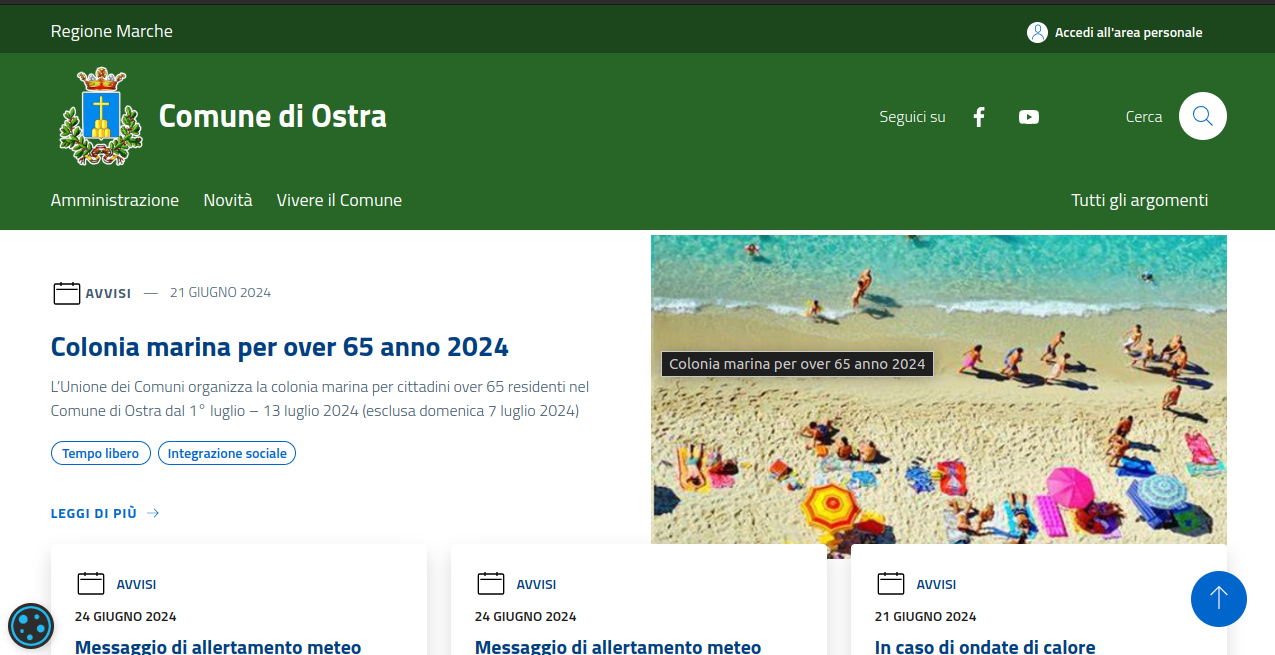 Regione Marche
Accedi all'area personale
Comune di Ostra
Seguici su
Cerca
Amministrazione Novità Vivere il Comune
Tutti gli argomenti
AVVISI — 21 GIUGNO 2024
Colonia marina per over 65 anno 2024
L’Unione dei Comuni organizza la colonia marina per cittadini over 65 residenti nel
Comune di Ostra dal 1° luglio – 13 luglio 2024 (esclusa domenica 7 luglio 2024)
Tempo libero Integrazione sociale
LEGGI DI PIÙ
Colonia marina per over 65 anno 2024
AVVISI
24 GIUGNO 2024
Messaggio di allertamento meteo
AVVISI
24 GIUGNO 2024
Messaggio di allertamento meteo
AVVISI
21 GIUGNO 2024
In caso di ondate di calore